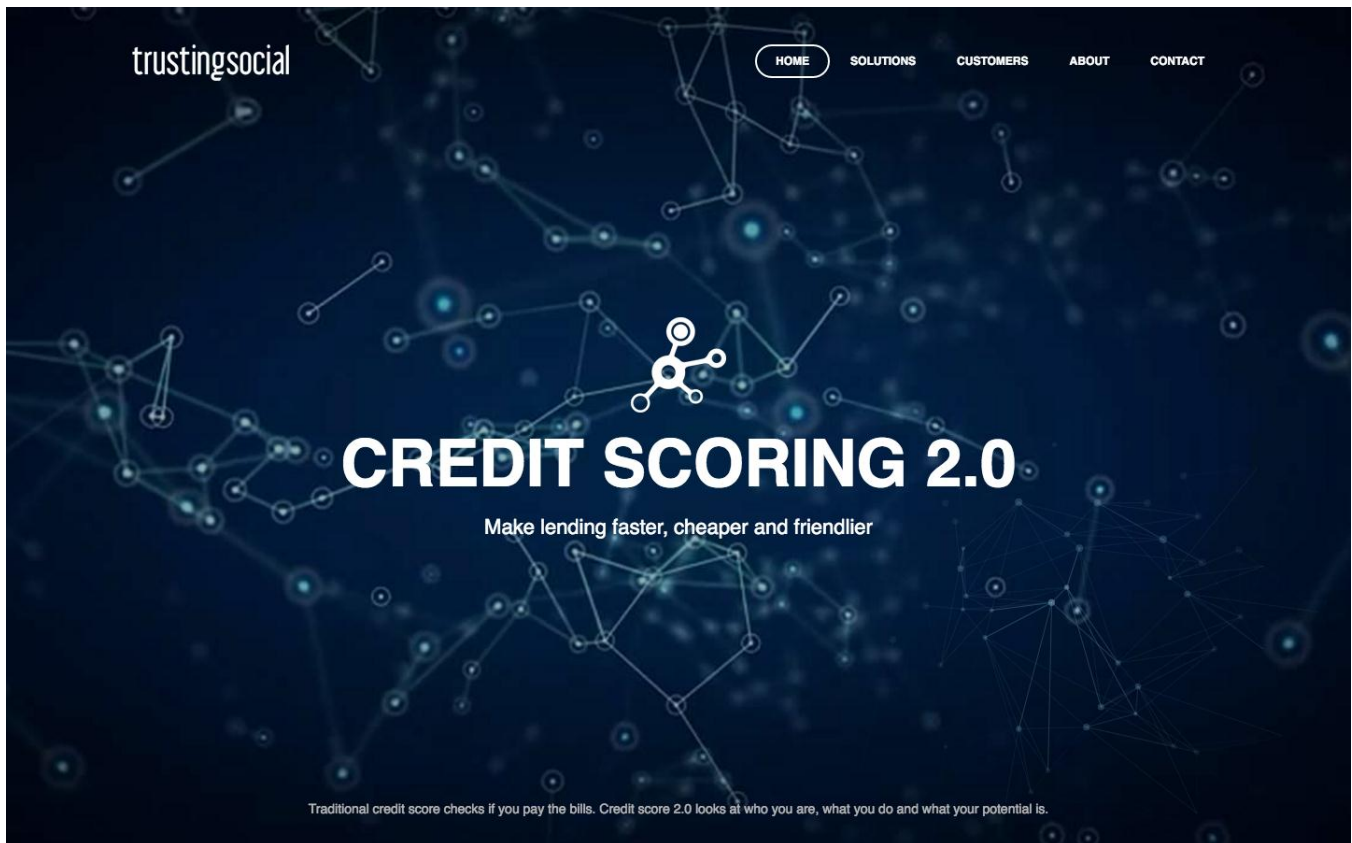 trustingsocial
HOME SOLUTIONS CUSTOMERS ABOUT CONTACT
CREDIT SCORING 2.0
Make lending faster, cheaper and friendlier
Traditional credit score checks if you pay the bills. Credit score 2.0 looks at who you are, what you do and what your potential is.